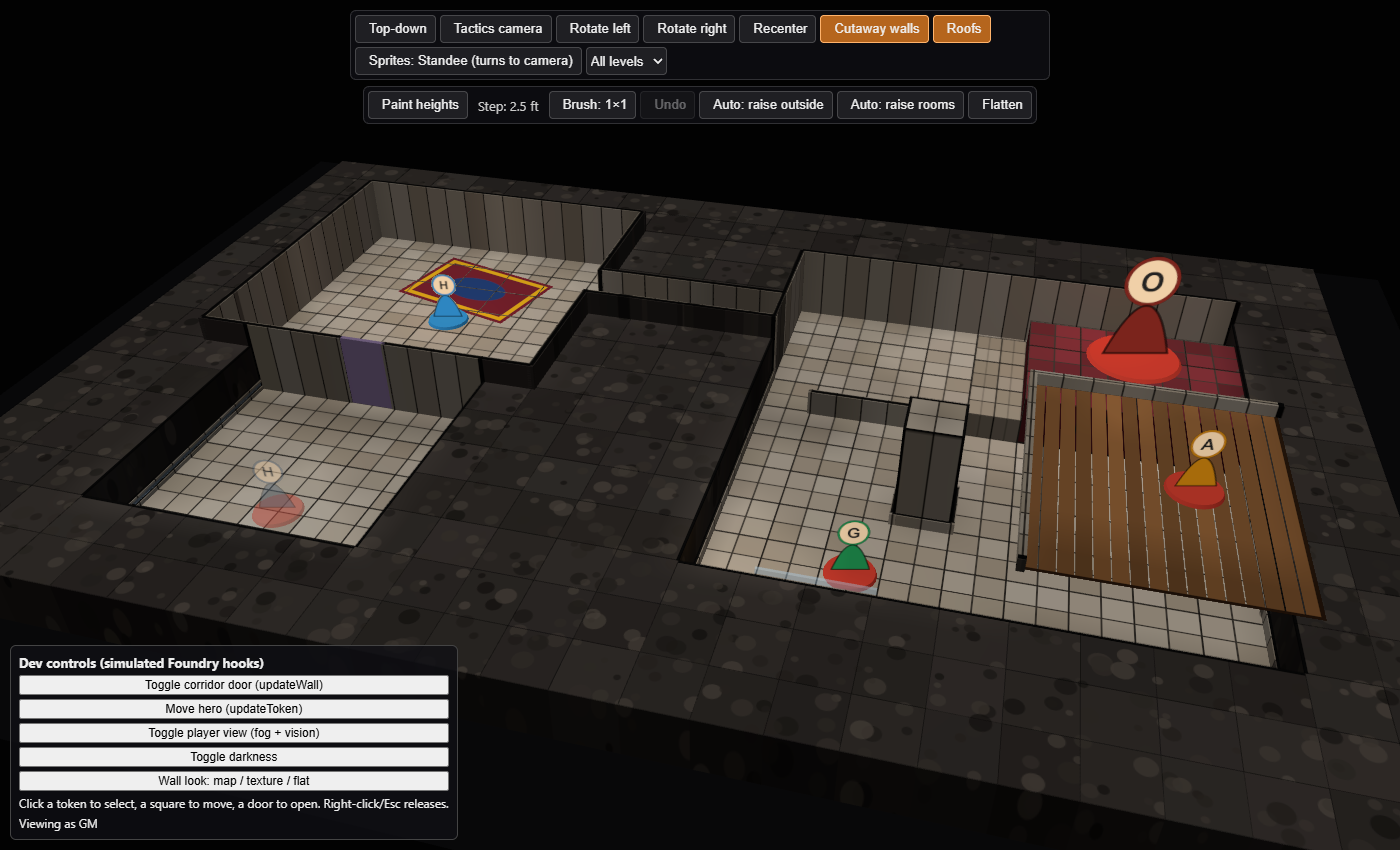 Top-down Tactics camera Rotate left Rotate right Recenter Cutaway walls Roofs
Sprites: Standee (turns to camera) All levels
Paint heights Step: 2.5 ft Brush: 1×1 Undo Auto: raise outside Auto: raise rooms Flatten
O
H
A
H
G
Dev controls (simulated Foundry hooks)
Toggle corridor door (updateWall)
Move hero (updateToken)
Toggle player view (fog + vision)
Toggle darkness
Wall look: map / texture / flat
Click a token to select, a square to move, a door to open. Right-click/Esc releases.
Viewing as GM